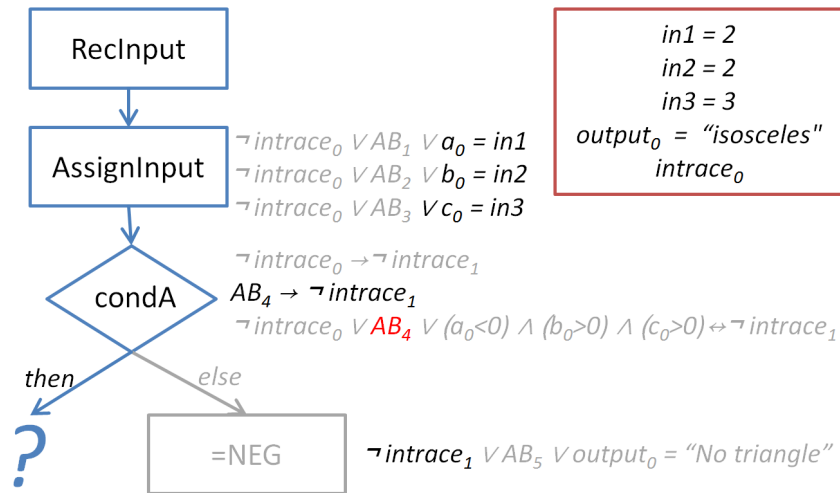 RecInput
in1 = 2
in2 = 2
in3 = 3
output₀ = “isosceles"
intrace₀
AssignInput
¬ intrace₀ ∨ AB₁ ∨ a₀ = in1
¬ intrace₀ ∨ AB₂ ∨ b₀ = in2
¬ intrace₀ ∨ AB₃ ∨ c₀ = in3
condA
¬ intrace₀ → ¬ intrace₁
AB₄ → ¬ intrace₁
¬ intrace₀ ∨ AB₄ ∨ (a₀<0) ∧ (b₀>0) ∧ (c₀>0) ↔ ¬ intrace₁
then
else
?
=NEG
¬ intrace₁ ∨ AB₅ ∨ output₀ = “No triangle”